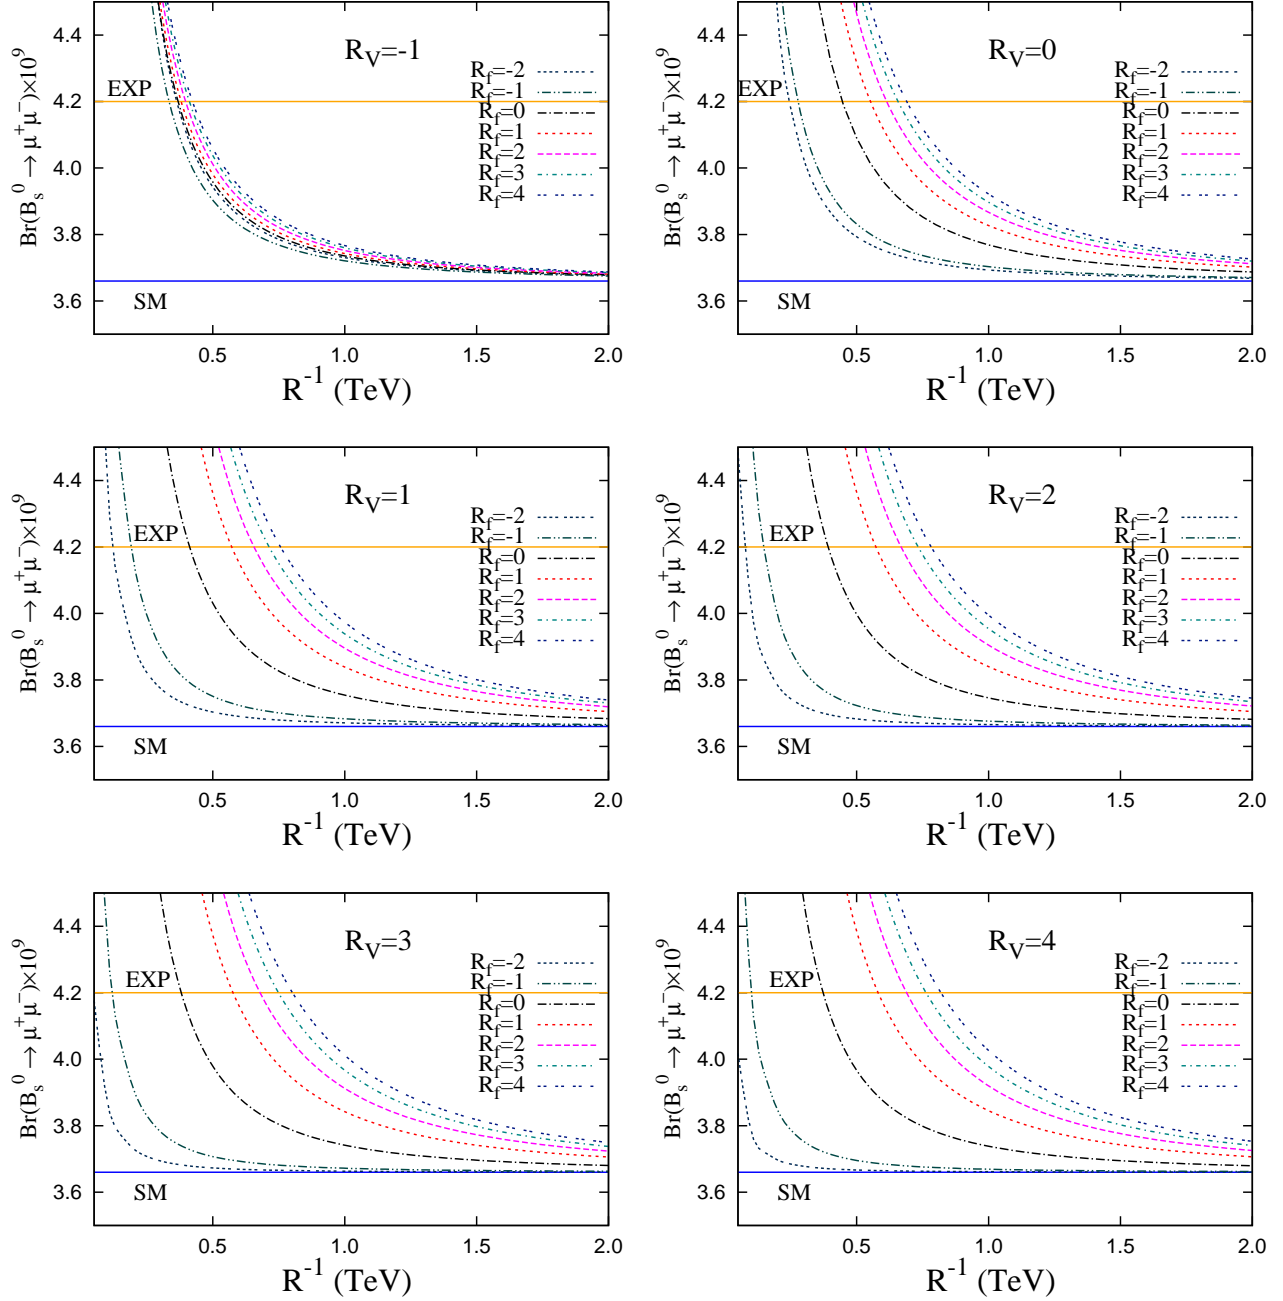 Br(B_s^0 → μ^+μ^-)×10^9
4.4
4.2
4.0
3.8
3.6
R_V=-1
EXP
SM
R_f=-2
R_f=-1
R_f=0
R_f=1
R_f=2
R_f=3
R_f=4
0.5 1.0 1.5 2.0
R^-1 (TeV)
Br(B_s^0 → μ^+μ^-)×10^9
4.4
4.2
4.0
3.8
3.6
R_V=0
EXP
SM
R_f=-2
R_f=-1
R_f=0
R_f=1
R_f=2
R_f=3
R_f=4
0.5 1.0 1.5 2.0
R^-1 (TeV)
Br(B_s^0 → μ^+μ^-)×10^9
4.4
4.2
4.0
3.8
3.6
R_V=1
EXP
SM
R_f=-2
R_f=-1
R_f=0
R_f=1
R_f=2
R_f=3
R_f=4
0.5 1.0 1.5 2.0
R^-1 (TeV)
Br(B_s^0 → μ^+μ^-)×10^9
4.4
4.2
4.0
3.8
3.6
R_V=2
EXP
SM
R_f=-2
R_f=-1
R_f=0
R_f=1
R_f=2
R_f=3
R_f=4
0.5 1.0 1.5 2.0
R^-1 (TeV)
Br(B_s^0 → μ^+μ^-)×10^9
4.4
4.2
4.0
3.8
3.6
R_V=3
EXP
SM
R_f=-2
R_f=-1
R_f=0
R_f=1
R_f=2
R_f=3
R_f=4
0.5 1.0 1.5 2.0
R^-1 (TeV)
Br(B_s^0 → μ^+μ^-)×10^9
4.4
4.2
4.0
3.8
3.6
R_V=4
EXP
SM
R_f=-2
R_f=-1
R_f=0
R_f=1
R_f=2
R_f=3
R_f=4
0.5 1.0 1.5 2.0
R^-1 (TeV)